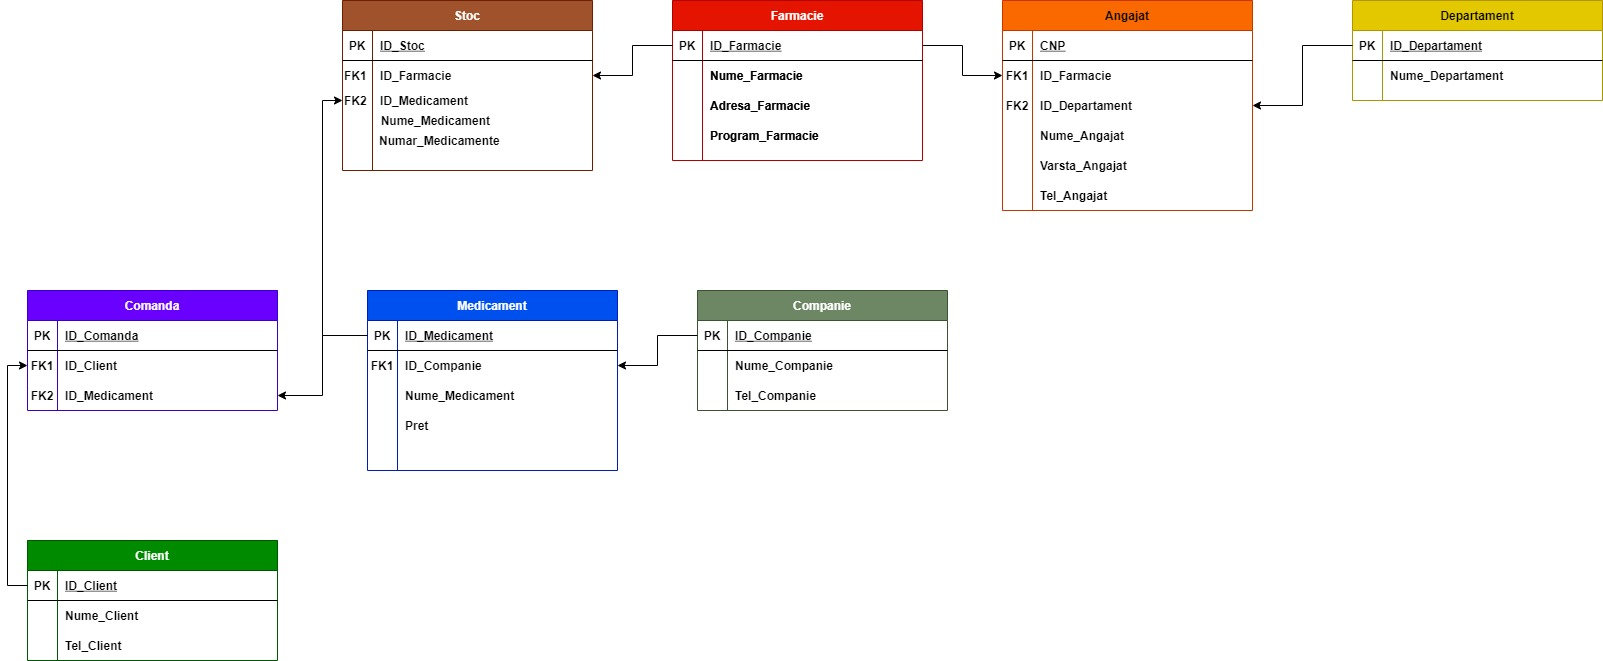 Stoc
PK ID_Stoc
FK1 ID_Farmacie
FK2 ID_Medicament
Nume_Medicament
Numar_Medicamente
Farmacie
PK ID_Farmacie
Nume_Farmacie
Adresa_Farmacie
Program_Farmacie
Angajat
PK CNP
FK1 ID_Farmacie
FK2 ID_Departament
Nume_Angajat
Varsta_Angajat
Tel_Angajat
Departament
PK ID_Departament
Nume_Departament
Comanda
PK ID_Comanda
FK1 ID_Client
FK2 ID_Medicament
Medicament
PK ID_Medicament
FK1 ID_Companie
Nume_Medicament
Pret
Companie
PK ID_Companie
Nume_Companie
Tel_Companie
Client
PK ID_Client
Nume_Client
Tel_Client